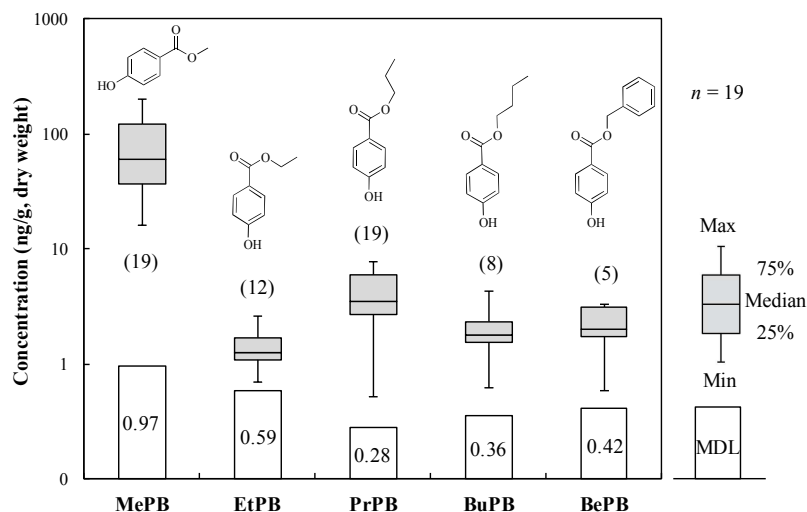 Concentration (ng/g, dry weight)
1000
100
10
1
0
O
O
HO
(19)
0.97
MePB
O
O
OH
(12)
0.59
EtPB
O
O
OH
(19)
0.28
PrPB
O
O
OH
(8)
0.36
BuPB
O
O
OH
(5)
0.42
BePB
n = 19
Max
75%
Median
25%
Min
MDL